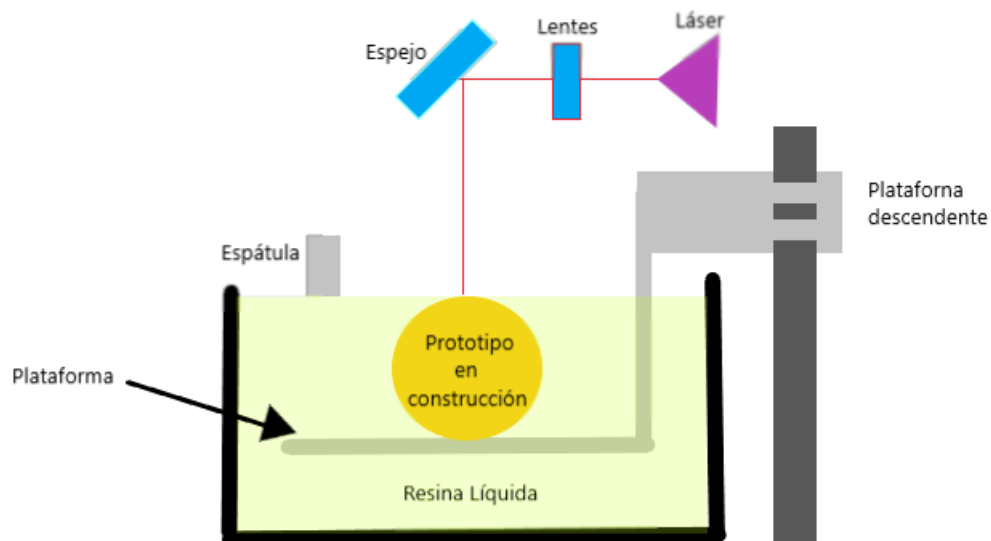 Lentes
Láser
Espejo
Plataforna
descendente
Espátula
Prototipo
en
construcción
Plataforma
Resina Líquida